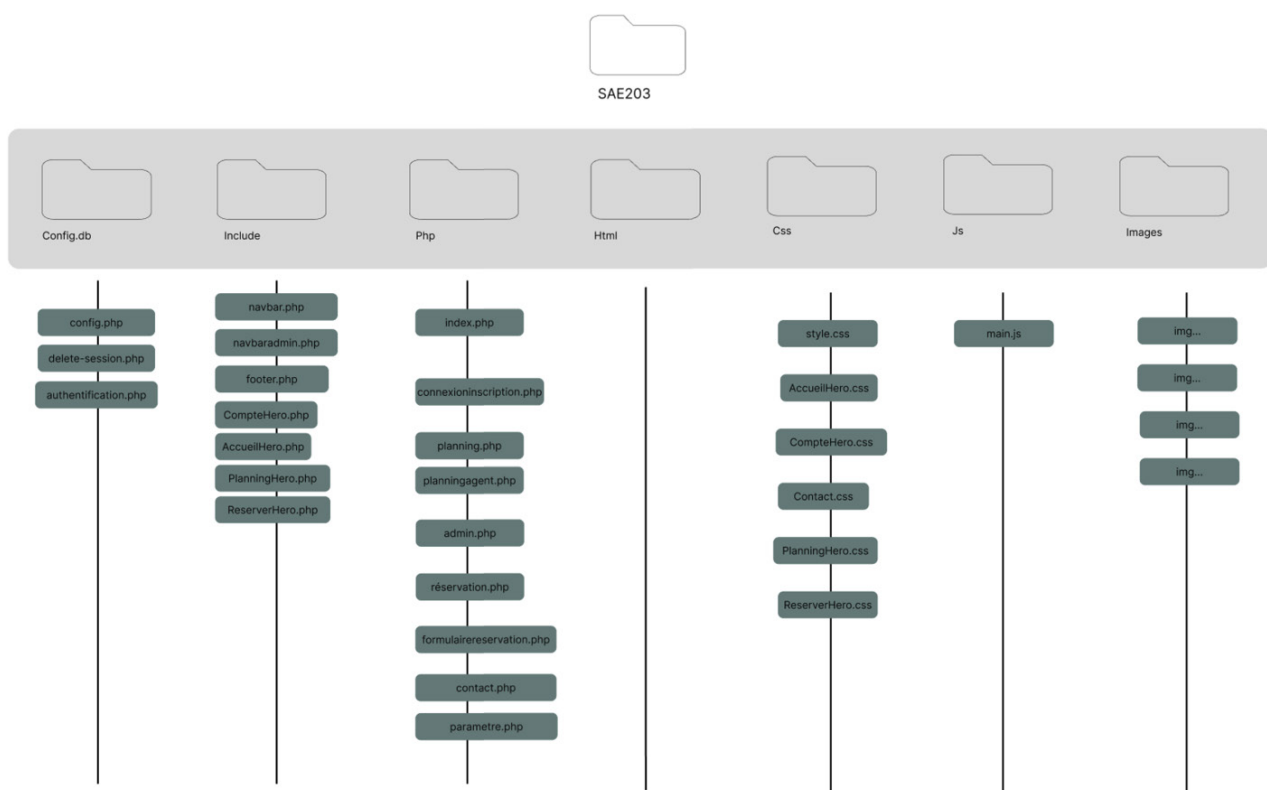 SAE203
Config.db
Include
Php
Html
Css
Js
Images
config.php
delete-session.php
authentification.php
navbar.php
navbaradmin.php
footer.php
CompteHero.php
AccueilHero.php
PlanningHero.php
ReserverHero.php
index.php
connexioninscription.php
planning.php
planningagent.php
admin.php
réservation.php
formulairereservation.php
contact.php
parametre.php
style.css
AccueilHero.css
CompteHero.css
Contact.css
PlanningHero.css
ReserverHero.css
main.js
img...
img...
img...
img...